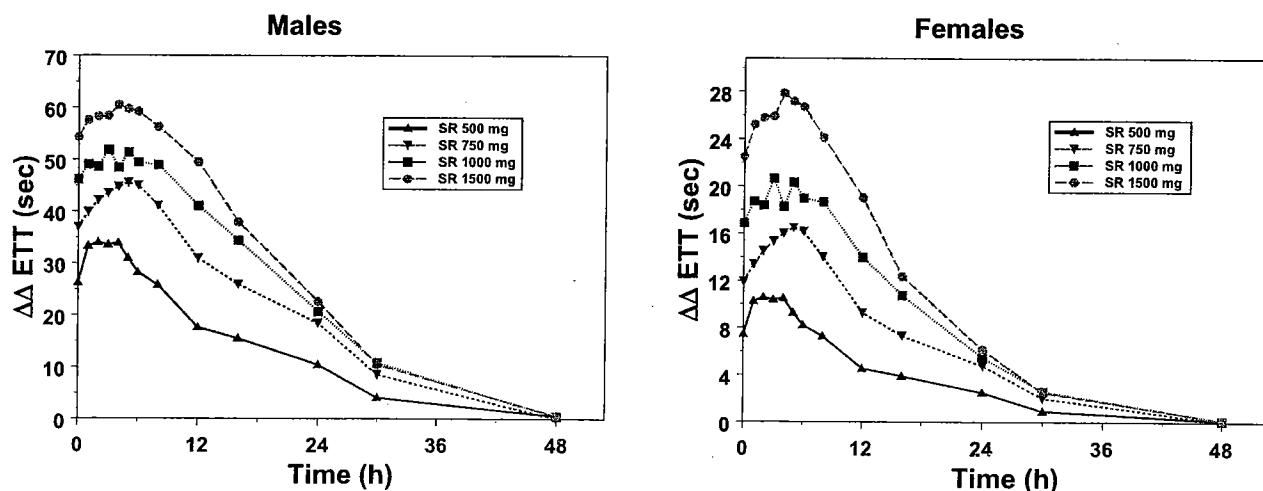 Males
ΔΔ ETT (sec)
70
60
50
40
30
20
10
0
SR 500 mg
SR 750 mg
SR 1000 mg
SR 1500 mg
0 12 24 36 48
Time (h)
Females
ΔΔ ETT (sec)
28
24
20
16
12
8
4
0
SR 500 mg
SR 750 mg
SR 1000 mg
SR 1500 mg
0 12 24 36 48
Time (h)